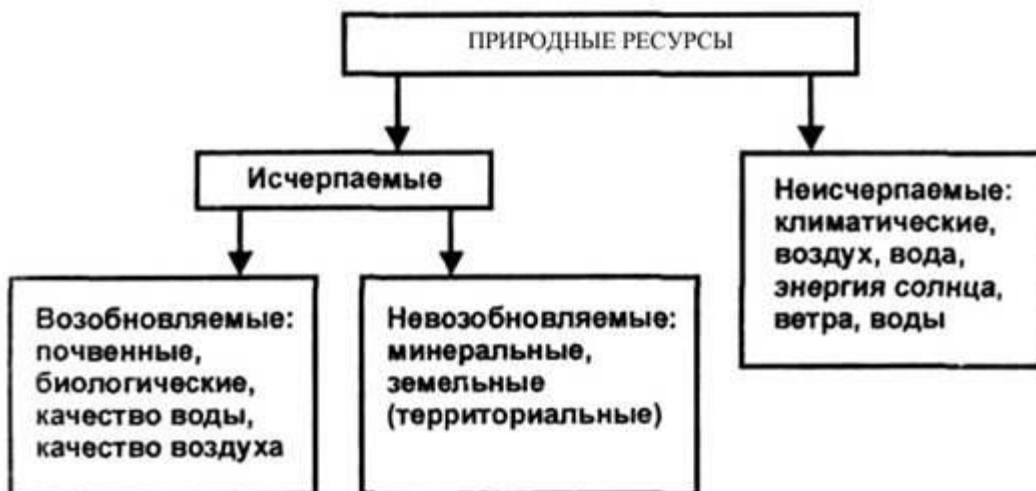 ПРИРОДНЫЕ РЕСУРСЫ
Исчерпаемые
Возобновляемые:
почвенные,
биологические,
качество воды,
качество воздуха
Невозобновляемые:
минеральные,
земельные
(территориальные)
Неисчерпаемые:
климатические,
воздух, вода,
энергия солнца,
ветра, воды